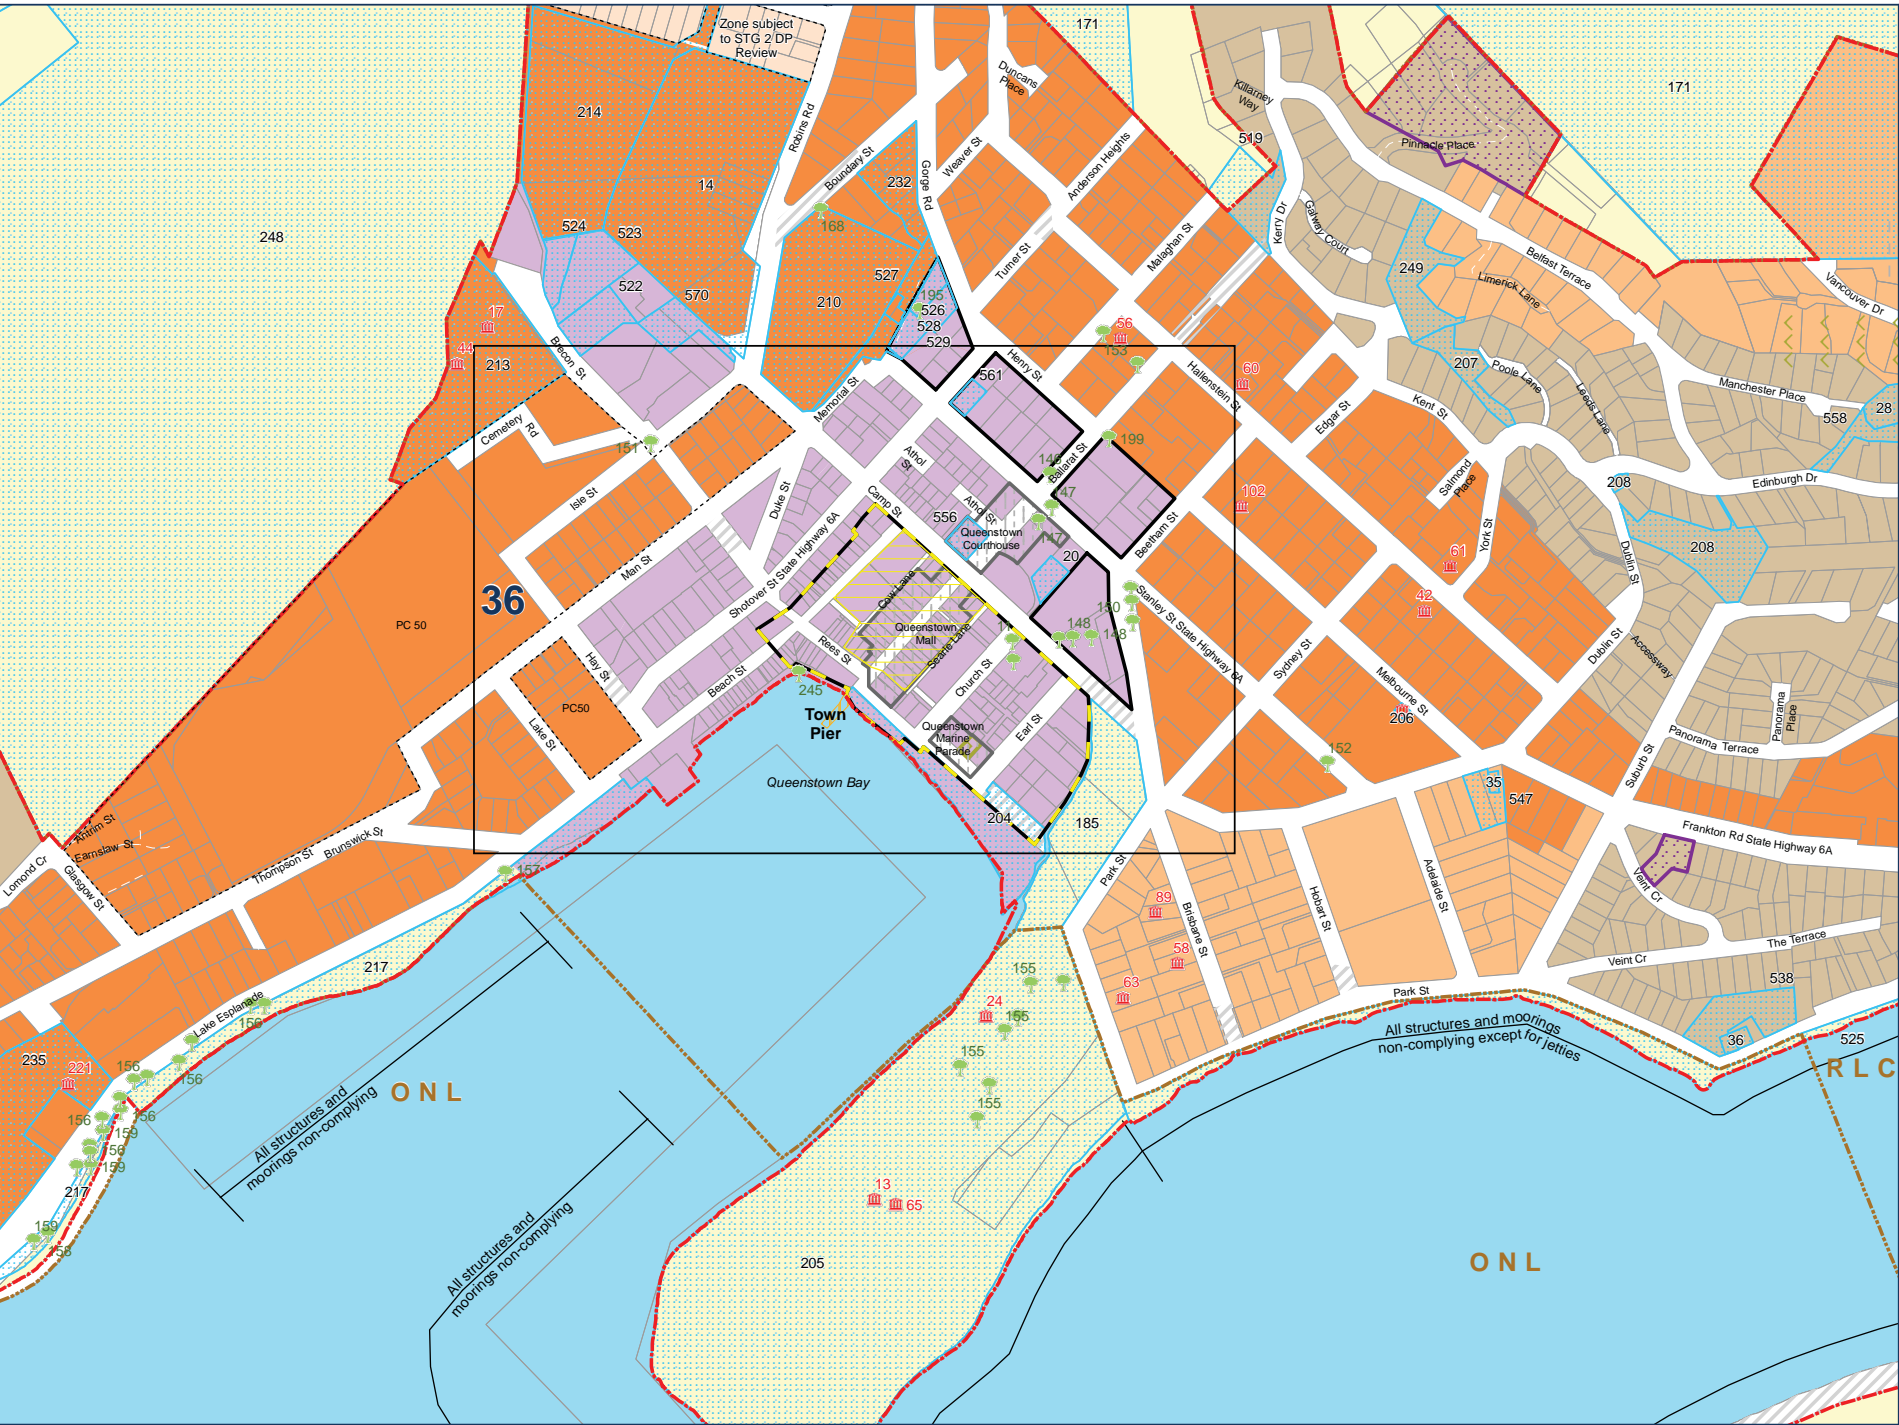 Zone subject
to STG 2 DP
Review
171
Duncans
Place
Killarney
Way
171
214
Robins Rd
519
Pinnacle Place
Boundary St
Gorge Rd
Weaver St
Anderson Heights
14
232
168
524
523
248
Kerry Dr
Galway Court
Turner St
Malaghan St
249
Belfast Terrace
Limerick Lane
Vancouver Dr
522
570
527
210
195
526
528
529
17
44
213
Brecon St
56
153
Henry St
561
Hallenstein St
60
207
Poole Lane
Leeds Lane
Manchester Place
558
28
Memorial St
Kent St
Edgar St
Cemetery
Rd
151
Athol
St
146
Ballarat St
199
147
Salmond
Place
208
Edinburgh Dr
Isle St
Duke St
Camp St
556
Athol St
Queenstown
Courthouse
147
102
Beetham St
York St
61
Dublin St
208
20
Man St
Shotover St State Highway 6A
36
Cow Lane
Queenstown
Mall
Searle Lane
150
148
148
Stanley St State Highway 6A
42
PC 50
Rees St
Church St
Hay St
Beach St
Sydney St
Dublin St
Accessway
Melbourne St
206
245
Town
Pier
PC50
Lake St
Queenstown
Marine
Parade
Earl St
Panorama
Place
Panorama Terrace
152
Suburb St
Queenstown Bay
204
185
35
547
Antrim St
Earnslaw St
Thompson St
Brunswick St
Frankton Rd State Highway 6A
Lomond Cr
Glasgow St
157
Park St
Adelaide St
Veint Cr
Hobart St
Brisbane St
89
58
63
The Terrace
Veint Cr
217
538
Park St
155
24
155
Lake Esplanade
156
All structures and moorings
non-complying except for jetties
36
525
235
221
156
156
155
155
ONL
RLC
156
156
159
156
159
All structures and
moorings non-complying
217
13
65
159
158
All structures and
moorings non-complying
205
ONL